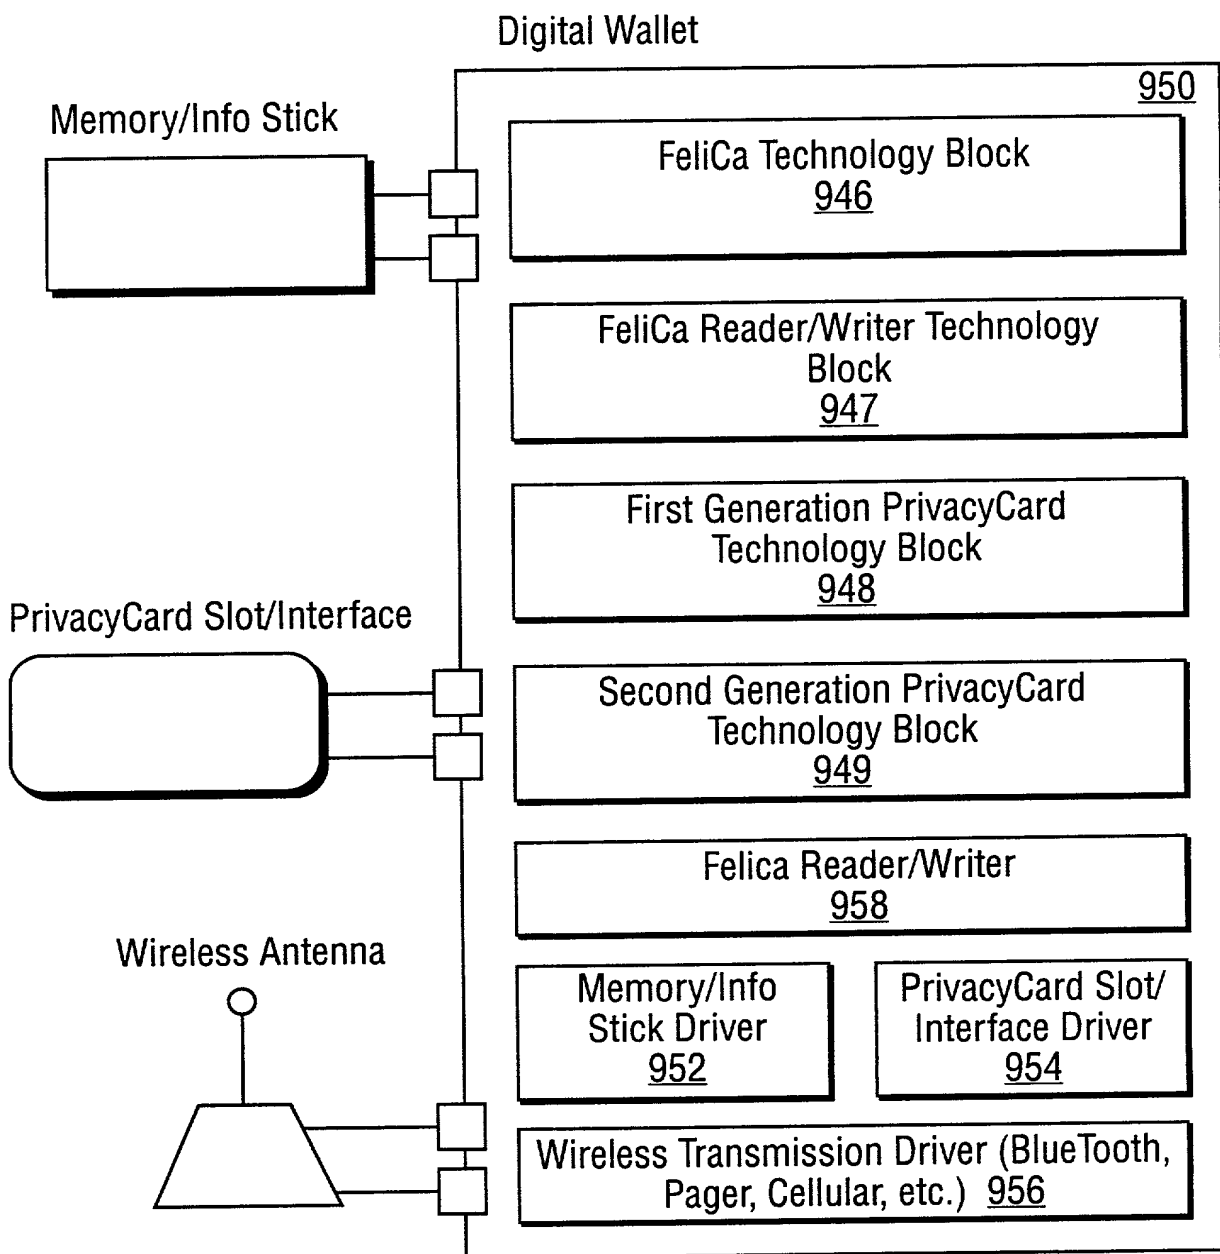 Digital Wallet
950
Memory/Info Stick
FeliCa Technology Block
946
FeliCa Reader/Writer Technology
Block
947
First Generation PrivacyCard
Technology Block
948
PrivacyCard Slot/Interface
Second Generation PrivacyCard
Technology Block
949
Felica Reader/Writer
958
Wireless Antenna
Memory/Info
Stick Driver
952
PrivacyCard Slot/
Interface Driver
954
Wireless Transmission Driver (BlueTooth,
Pager, Cellular, etc.) 956